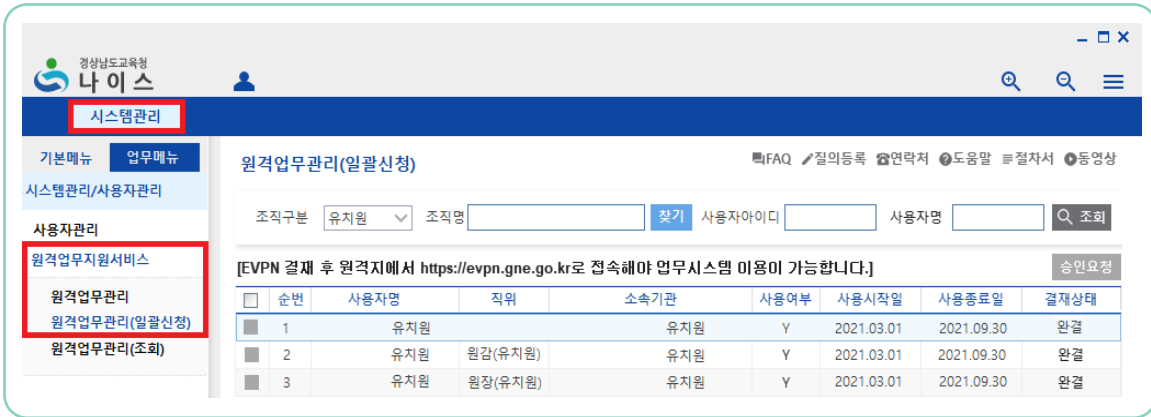 경상남도교육청
나이스
시스템관리
기본메뉴 업무메뉴
시스템관리/사용자관리
사용자관리
원격업무지원서비스
원격업무관리
원격업무관리(일괄신청)
원격업무관리(조회)
원격업무관리(일괄신청)
FAQ 질의등록 연락처 도움말 절차서 동영상
조직구분 유치원 조직명 찾기 사용자아이디 사용자명 조회
[EVPN 결재 후 원격지에서 https://evpn.gne.go.kr로 접속해야 업무시스템 이용이 가능합니다.] 승인요청
순번 사용자명 직위 소속기관 사용여부 사용시작일 사용종료일 결재상태
1 유치원 유치원 Y 2021.03.01 2021.09.30 완결
2 유치원 원감(유치원) 유치원 Y 2021.03.01 2021.09.30 완결
3 유치원 원장(유치원) 유치원 Y 2021.03.01 2021.09.30 완결